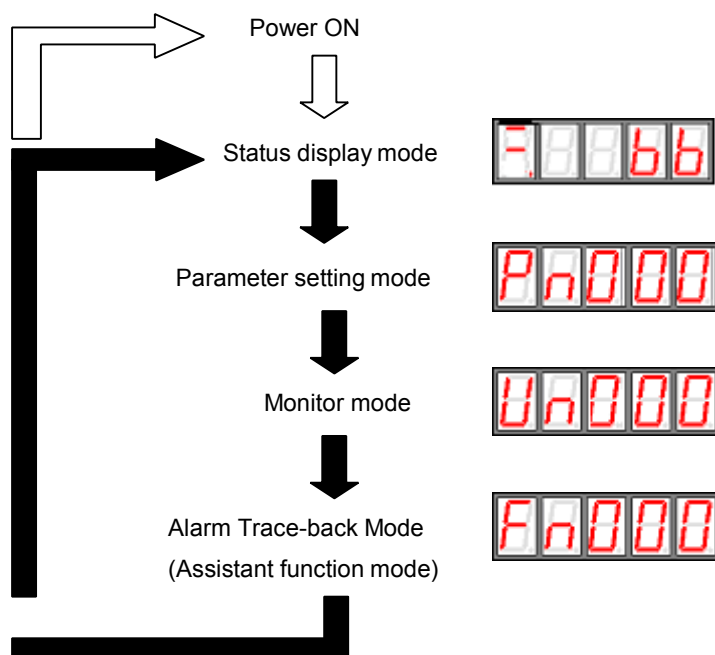 Power ON
Status display mode
bb
Parameter setting mode
Pn000
Monitor mode
Un000
Alarm Trace-back Mode
(Assistant function mode)
Fn000